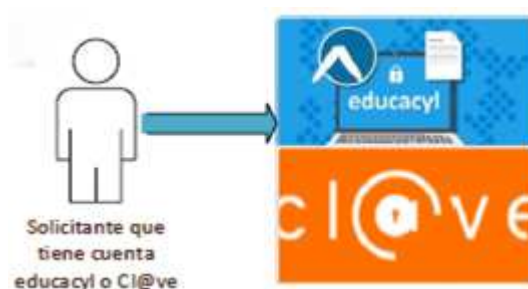 educacyl
cl@ve
Solicitante que
tiene cuenta
educacyl o Cl@ve